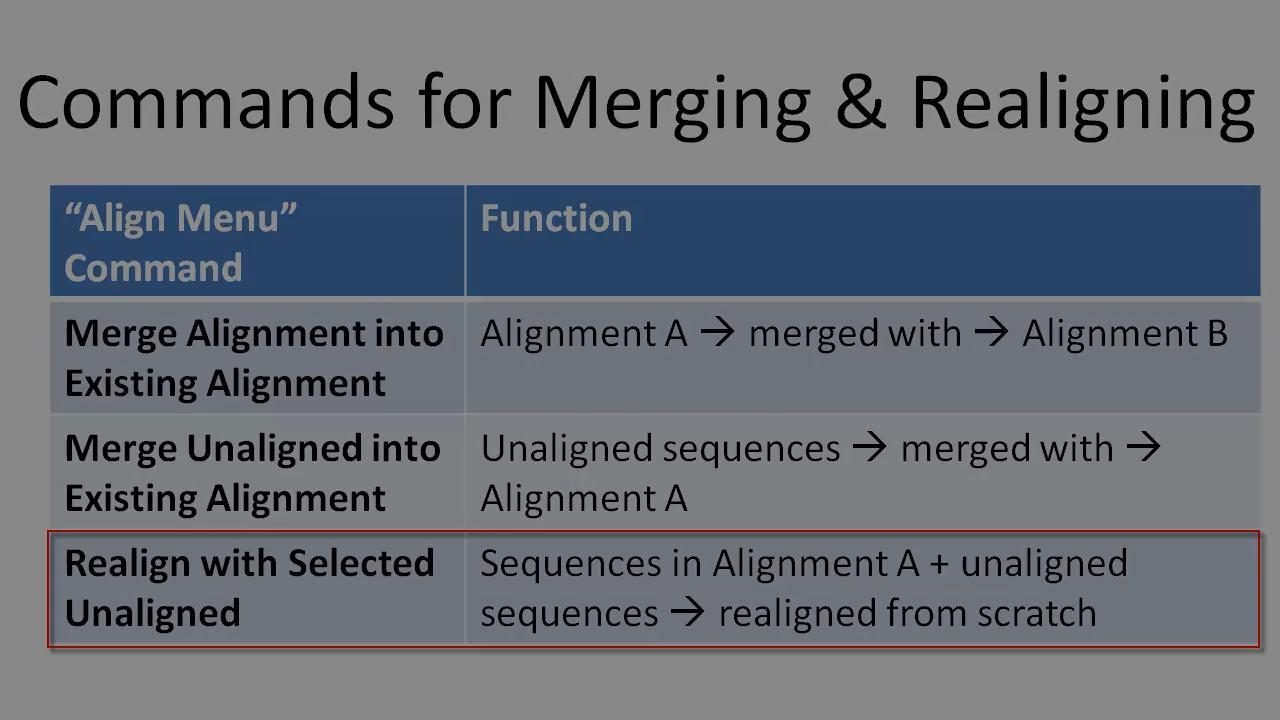 Commands for Merging & Realigning
“Align Menu” Command
Function
Merge Alignment into Existing Alignment
Alignment A → merged with → Alignment B
Merge Unaligned into Existing Alignment
Unaligned sequences → merged with → Alignment A
Realign with Selected Unaligned
Sequences in Alignment A + unaligned sequences → realigned from scratch